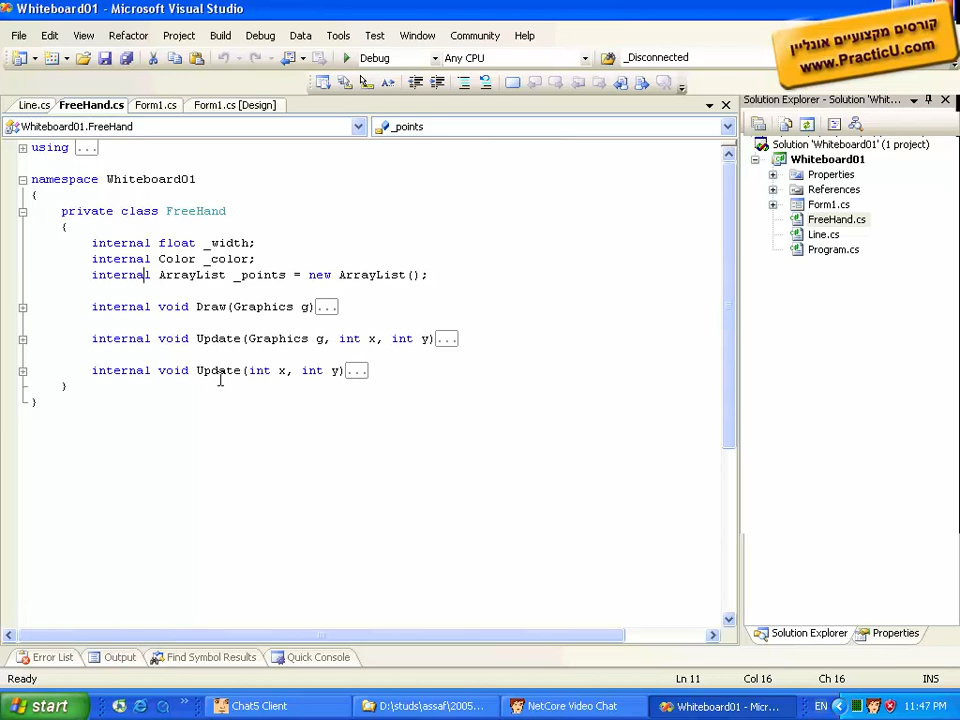 Whiteboard01 - Microsoft Visual Studio
קורסים מקצועיים אונליין
www.PracticU.com
File Edit View Refactor Project Build Debug Data Tools Test Window Community Help
Debug Any CPU _Disconnected
Line.cs FreeHand.cs Form1.cs Form1.cs [Design]
Solution Explorer - Solution 'Whit...
Whiteboard01.FreeHand _points
using ...
namespace Whiteboard01
{
private class FreeHand
{
internal float _width;
internal Color _color;
internal ArrayList _points = new ArrayList();
internal void Draw(Graphics g)...
internal void Update(Graphics g, int x, int y)...
internal void Update(int x, int y)...
}
}
Solution 'Whiteboard01' (1 project)
Whiteboard01
Properties
References
Form1.cs
FreeHand.cs
Line.cs
Program.cs
Solution Explorer Properties
Error List Output Find Symbol Results Quick Console
Ready Ln 11 Col 16 Ch 16 INS
start Chat5 Client D:\studs\assaf\2005... NetCore Video Chat Whiteboard01 - Micr... EN 11:47 PM